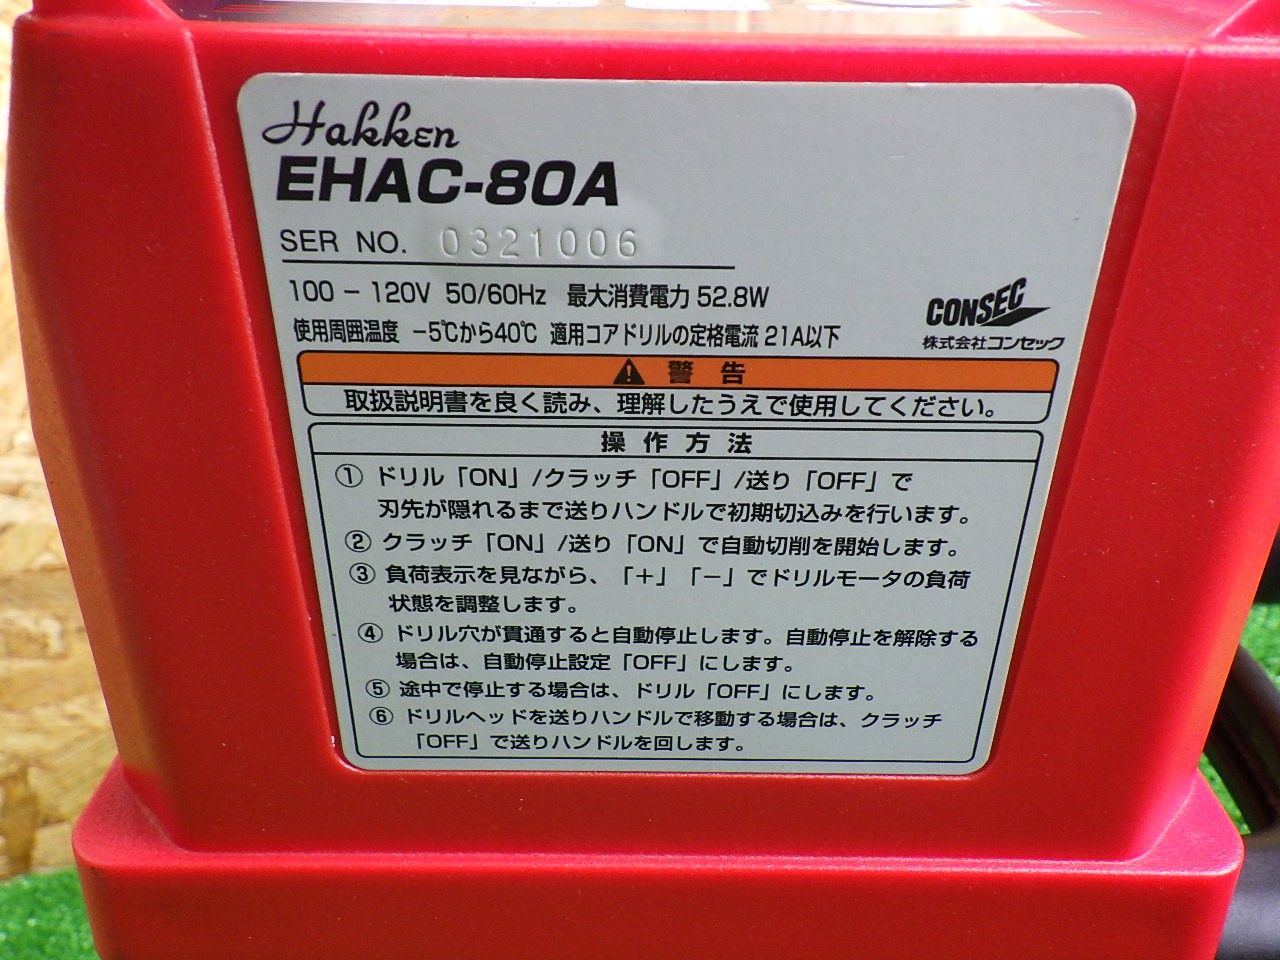 Hakken
EHAC-80A
SER NO. 0321006
100 - 120V 50/60Hz 最大消費電力 52.8W
使用周囲温度 -5℃から40℃ 適用コアドリルの定格電流 21A以下
CONSEC
株式会社コンセック
警告
取扱説明書を良く読み、理解したうえで使用してください。
操作方法
① ドリル「ON」/クラッチ「OFF」/送り「OFF」で
刃先が隠れるまで送りハンドルで初期切込みを行います。
② クラッチ「ON」/送り「ON」で自動切削を開始します。
③ 負荷表示を見ながら、「+」「-」でドリルモータの負荷
状態を調整します。
④ ドリル穴が貫通すると自動停止します。自動停止を解除する
場合は、自動停止設定「OFF」にします。
⑤ 途中で停止する場合は、ドリル「OFF」にします。
⑥ ドリルヘッドを送りハンドルで移動する場合は、クラッチ
「OFF」で送りハンドルを回します。